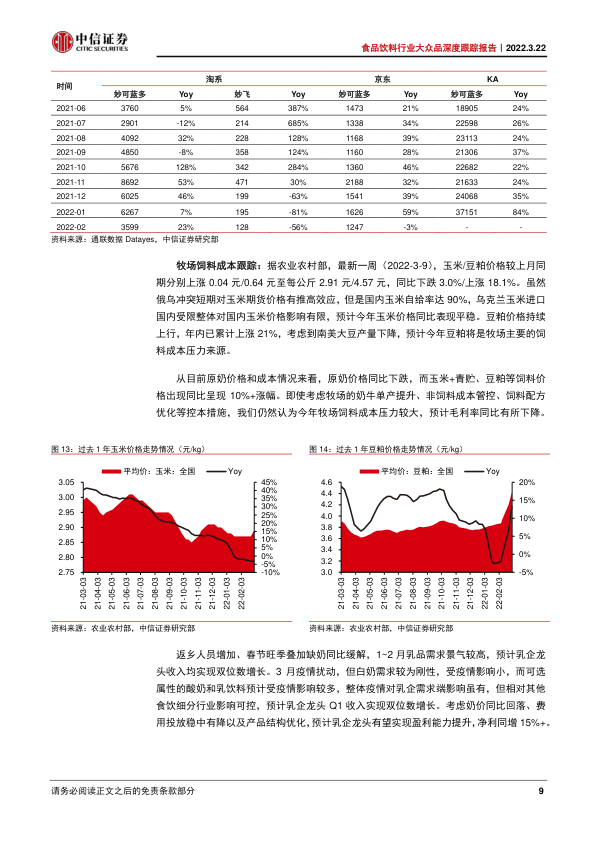 中信证券
CITIC SECURITIES
食品饮料行业大众品深度跟踪报告｜2022.3.22
时间 淘系 京东 KA
妙可蓝多 Yoy 妙飞 Yoy 妙可蓝多 Yoy 妙可蓝多 Yoy
2021-06 3760 5% 564 387% 1473 21% 18905 24%
2021-07 2901 -12% 214 685% 1338 34% 22598 26%
2021-08 4092 32% 228 128% 1168 39% 23113 24%
2021-09 4850 -8% 358 124% 1160 28% 21306 37%
2021-10 5676 128% 342 284% 1360 46% 22682 22%
2021-11 8692 53% 471 30% 2188 32% 21633 24%
2021-12 6025 46% 199 -63% 1541 39% 24068 35%
2022-01 6267 7% 195 -81% 1626 59% 37151 84%
2022-02 3599 23% 128 -56% 1247 -3% - -
资料来源：通联数据 Datayes，中信证券研究部
牧场饲料成本跟踪：据农业农村部，最新一周（2022-3-9），玉米/豆粕价格较上月同
期分别上涨 0.04 元/0.64 元至每公斤 2.91 元/4.57 元，同比下跌 3.0%/上涨 18.1%。虽然
俄乌冲突短期对玉米期货价格有推高效应，但是国内玉米自给率达 90%，乌克兰玉米进口
国内受限整体对国内玉米价格影响有限，预计今年玉米价格同比表现平稳。豆粕价格持续
上行，年内已累计上涨 21%，考虑到南美大豆产量下降，预计今年豆粕将是牧场主要的饲
料成本压力来源。
从目前原奶价格和成本情况来看，原奶价格同比下跌，而玉米+青贮、豆粕等饲料价
格出现同比呈现 10%+涨幅。即使考虑牧场的奶牛单产提升、非饲料成本管控、饲料配方
优化等控本措施，我们仍然认为今年牧场饲料成本压力较大，预计毛利率同比有所下降。
图 13：过去 1 年玉米价格走势情况（元/kg）
平均价：玉米：全国 Yoy
3.05
3.00
2.95
2.90
2.85
2.80
2.75
45%
40%
35%
30%
25%
20%
15%
10%
5%
0%
-5%
-10%
21-03-03
21-04-03
21-05-03
21-06-03
21-07-03
21-08-03
21-09-03
21-10-03
21-11-03
21-12-03
22-01-03
22-02-03
资料来源：农业农村部，中信证券研究部
图 14：过去 1 年豆粕价格走势情况（元/kg）
平均价：豆粕：全国 Yoy
4.6
4.4
4.2
4.0
3.8
3.6
3.4
3.2
3.0
20%
15%
10%
5%
0%
-5%
21-03-03
21-04-03
21-05-03
21-06-03
21-07-03
21-08-03
21-09-03
21-10-03
21-11-03
21-12-03
22-01-03
22-02-03
资料来源：农业农村部，中信证券研究部
返乡人员增加、春节旺季叠加缺奶同比缓解，1~2 月乳品需求景气较高，预计乳企龙
头收入均实现双位数增长。3 月疫情扰动，但白奶需求较为刚性，受疫情影响小，而可选
属性的酸奶和乳饮料预计受疫情影响较多，整体疫情对乳企需求端影响虽有，但相对其他
食饮细分行业影响可控，预计乳企龙头 Q1 收入实现双位数增长。考虑奶价同比回落、费
用投放稳中有降以及产品结构优化，预计乳企龙头有望实现盈利能力提升，净利同增 15%+。
请务必阅读正文之后的免责条款部分 9